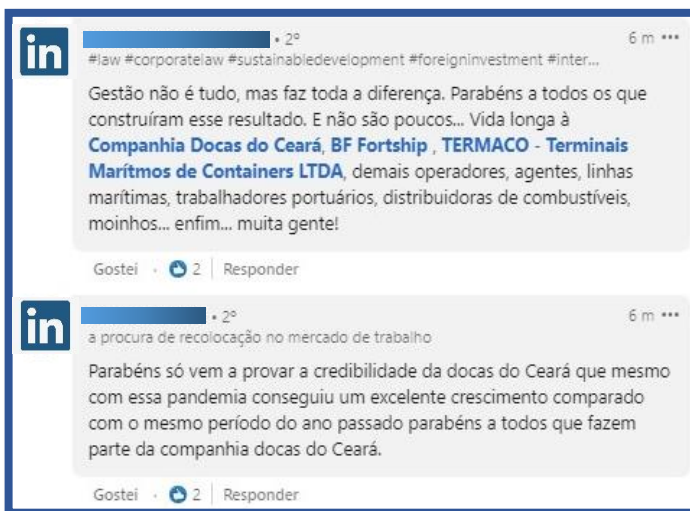 in
• 2º
6 m •••
#law #corporatelaw #sustainabledevelopment #foreigninvestment #inter...
Gestão não é tudo, mas faz toda a diferença. Parabéns a todos os que
construíram esse resultado. E não são poucos... Vida longa à
Companhia Docas do Ceará, BF Fortship , TERMACO - Terminais
Marítmos de Containers LTDA, demais operadores, agentes, linhas
marítimas, trabalhadores portuários, distribuidoras de combustíveis,
moinhos... enfim... muita gente!
Gostei · 2 | Responder
in
• 2º
6 m •••
a procura de recolocação no mercado de trabalho
Parabéns só vem a provar a credibilidade da docas do Ceará que mesmo
com essa pandemia conseguiu um excelente crescimento comparado
com o mesmo período do ano passado parabéns a todos que fazem
parte da companhia docas do Ceará.
Gostei · 2 | Responder